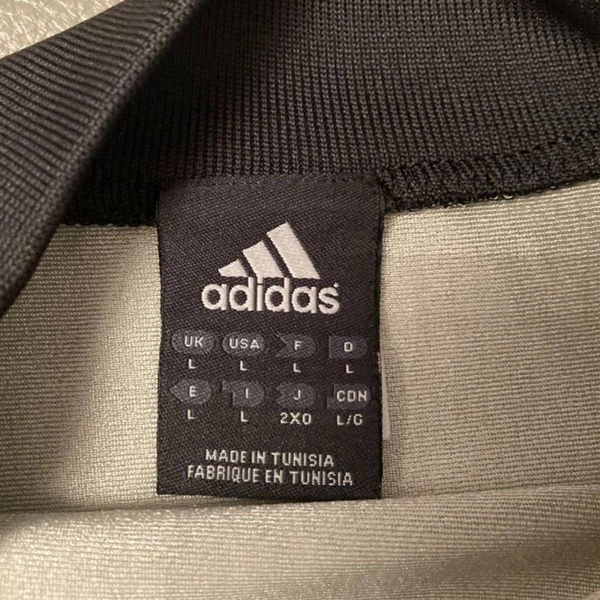 adidas
UK USA F D
L L L L
E I J CDN
L L 2XO L/G
MADE IN TUNISIA
FABRIQUE EN TUNISIA